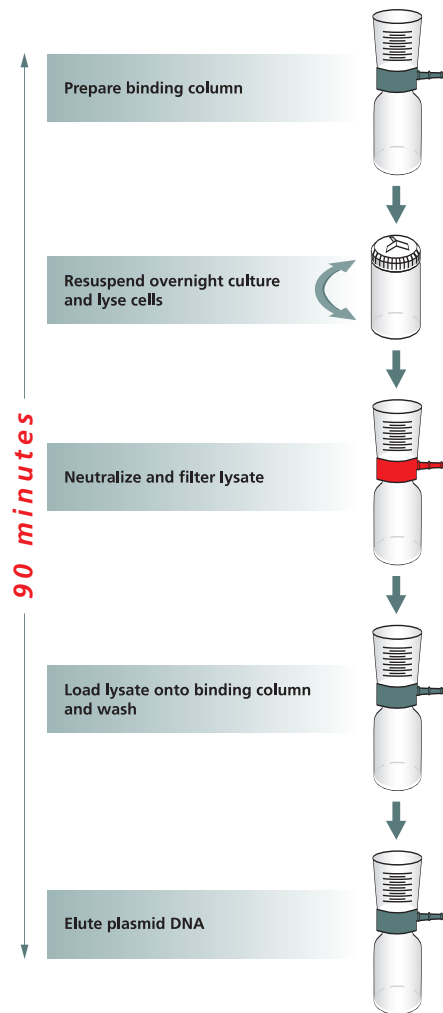 Prepare binding column
Resuspend overnight culture
and lyse cells
90 minutes
Neutralize and filter lysate
Load lysate onto binding column
and wash
Elute plasmid DNA